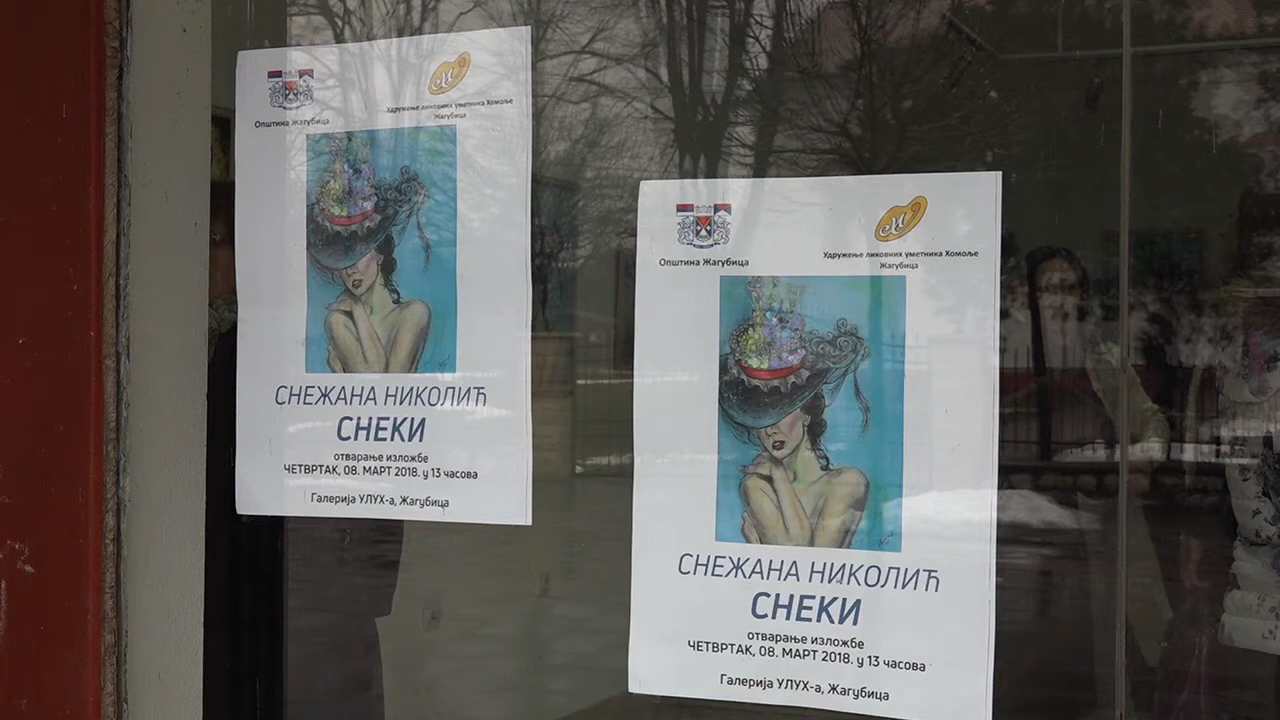 Општина Жагубица
Удружење ликовних уметника Хомоље
Жагубица
СНЕЖАНА НИКОЛИЋ
СНЕКИ
отварање изложбе
ЧЕТВРТАК, 08. МАРТ 2018. у 13 часова
Галерија УЛУХ-а, Жагубица
Општина Жагубица
Удружење ликовних уметника Хомоље
Жагубица
СНЕЖАНА НИКОЛИЋ
СНЕКИ
отварање изложбе
ЧЕТВРТАК, 08. МАРТ 2018. у 13 часова
Галерија УЛУХ-а, Жагубица